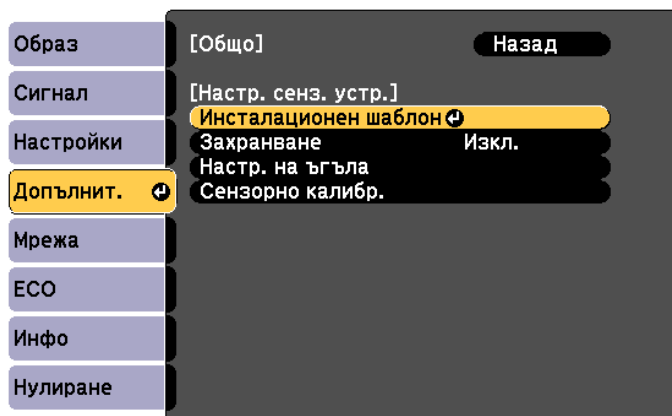 Образ
Сигнал
Настройки
Допълнит.
Мрежа
ECO
Инфо
Нулиране
[Общо] Назад
[Настр. сенз. устр.]
Инсталационен шаблон
Захранване Изкл.
Настр. на ъгъла
Сензорно калибр.